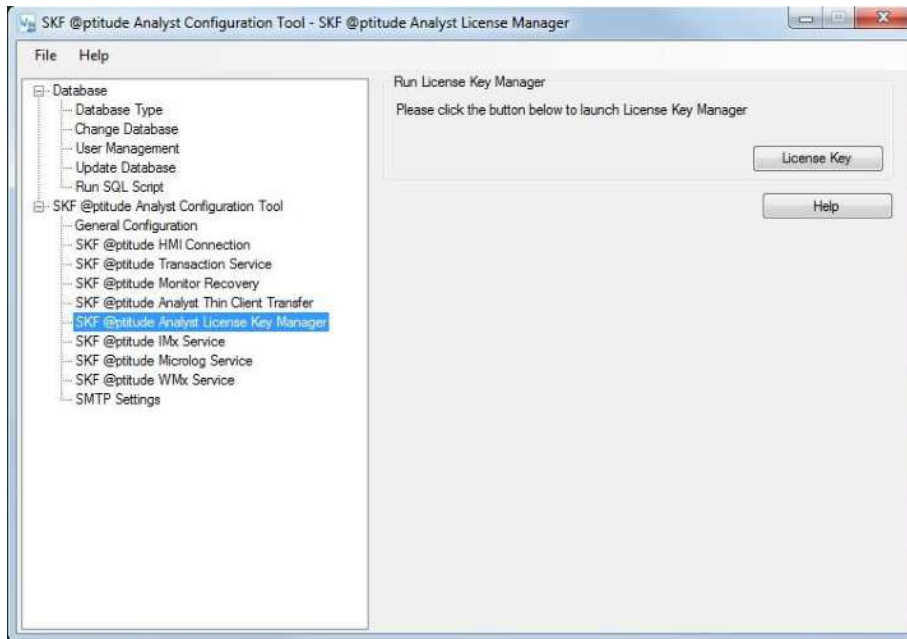 SKF @ptitude Analyst Configuration Tool - SKF @ptitude Analyst License Manager
File Help
Database
Database Type
Change Database
User Management
Update Database
Run SQL Script
SKF @ptitude Analyst Configuration Tool
General Configuration
SKF @ptitude HMI Connection
SKF @ptitude Transaction Service
SKF @ptitude Monitor Recovery
SKF @ptitude Analyst Thin Client Transfer
SKF @ptitude Analyst License Key Manager
SKF @ptitude IMx Service
SKF @ptitude Microlog Service
SKF @ptitude WMx Service
SMTP Settings
Run License Key Manager
Please click the button below to launch License Key Manager
License Key
Help